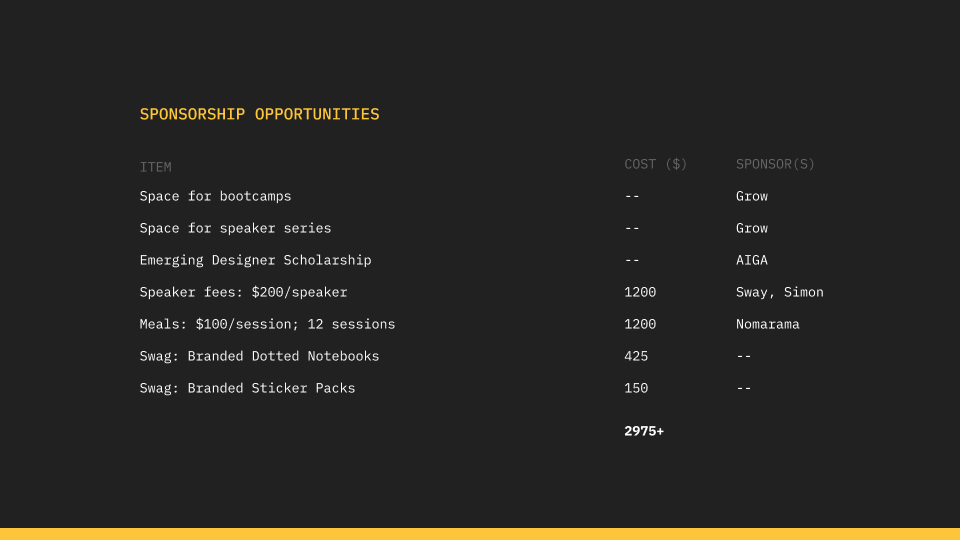 SPONSORSHIP OPPORTUNITIES
ITEM COST ($) SPONSOR(S)
Space for bootcamps -- Grow
Space for speaker series -- Grow
Emerging Designer Scholarship -- AIGA
Speaker fees: $200/speaker 1200 Sway, Simon
Meals: $100/session; 12 sessions 1200 Nomarama
Swag: Branded Dotted Notebooks 425 --
Swag: Branded Sticker Packs 150 --
2975+